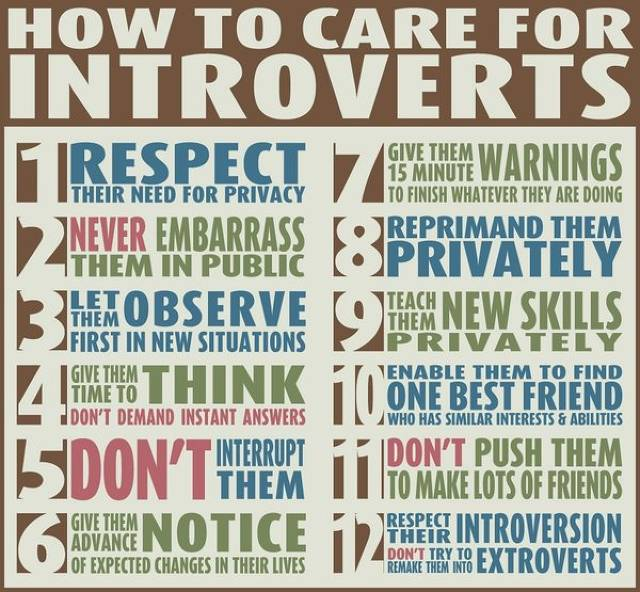 HOW TO CARE FOR
INTROVERTS
1 RESPECT
THEIR NEED FOR PRIVACY
2 NEVER EMBARRASS
THEM IN PUBLIC
3 LET THEM OBSERVE
FIRST IN NEW SITUATIONS
4 GIVE THEM TIME TO THINK
DON'T DEMAND INSTANT ANSWERS
5 DON'T INTERRUPT THEM
6 GIVE THEM ADVANCE NOTICE
OF EXPECTED CHANGES IN THEIR LIVES
7 GIVE THEM 15 MINUTE WARNINGS
TO FINISH WHATEVER THEY ARE DOING
8 REPRIMAND THEM
PRIVATELY
9 TEACH THEM NEW SKILLS
PRIVATELY
10 ENABLE THEM TO FIND
ONE BEST FRIEND
WHO HAS SIMILAR INTERESTS & ABILITIES
11 DON'T PUSH THEM
TO MAKE LOTS OF FRIENDS
12 RESPECT THEIR INTROVERSION
DON'T TRY TO REMAKE THEM INTO EXTROVERTS